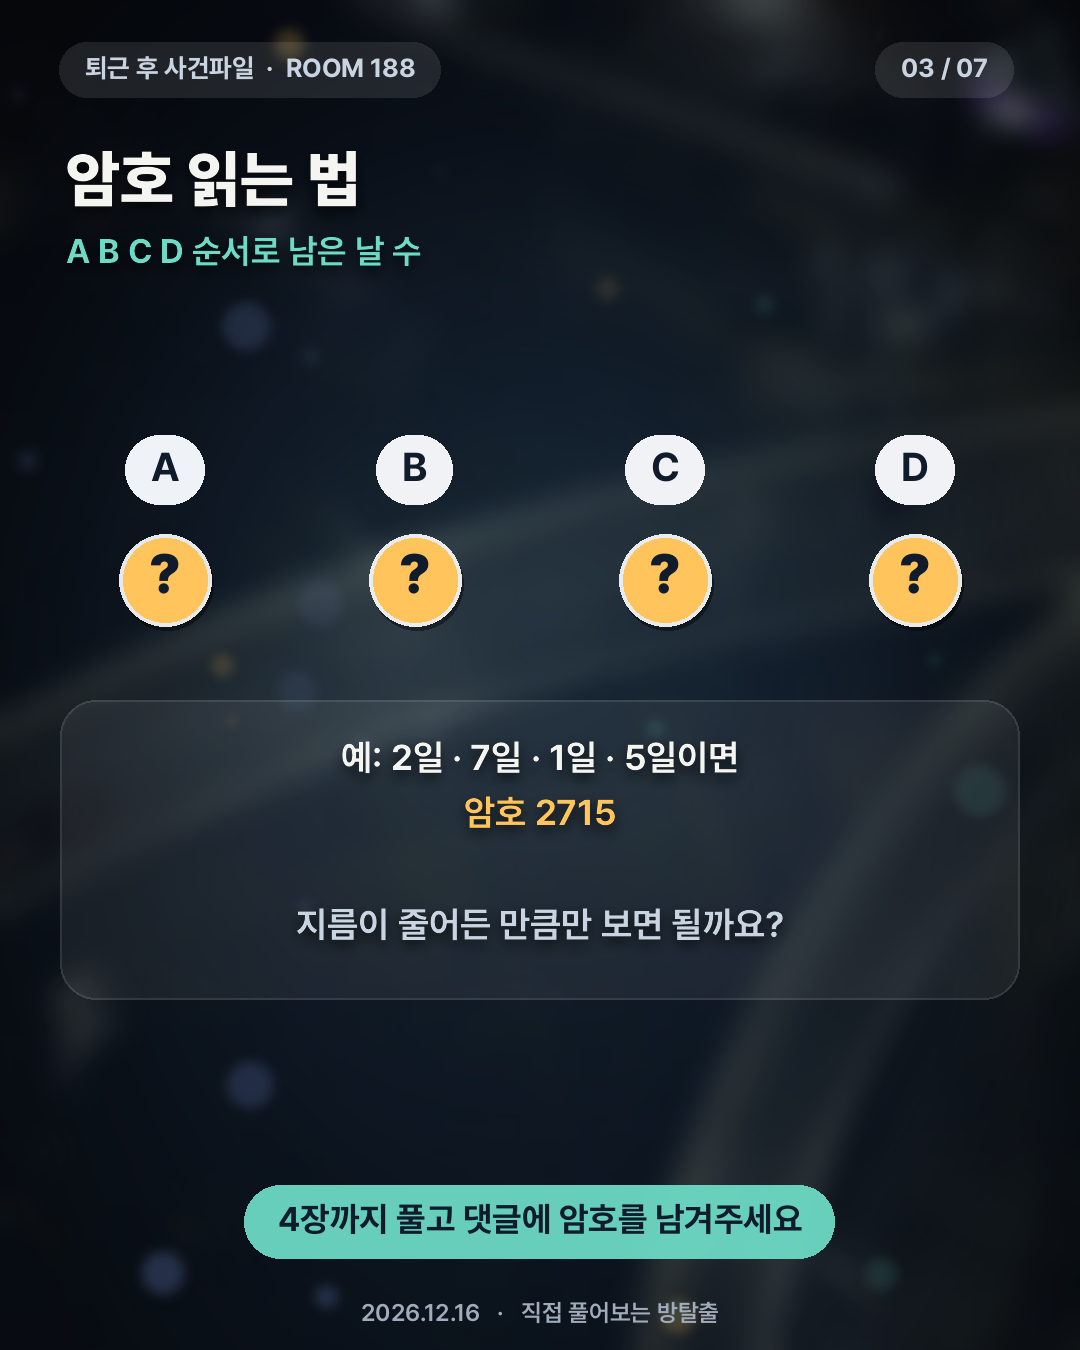 퇴근 후 사건파일 · ROOM 188
03 / 07
암호 읽는 법
A B C D 순서로 남은 날 수
A B C D
? ? ? ?
예: 2일 · 7일 · 1일 · 5일이면
암호 2715
지름이 줄어든 만큼만 보면 될까요?
4장까지 풀고 댓글에 암호를 남겨주세요
2026.12.16 · 직접 풀어보는 방탈출